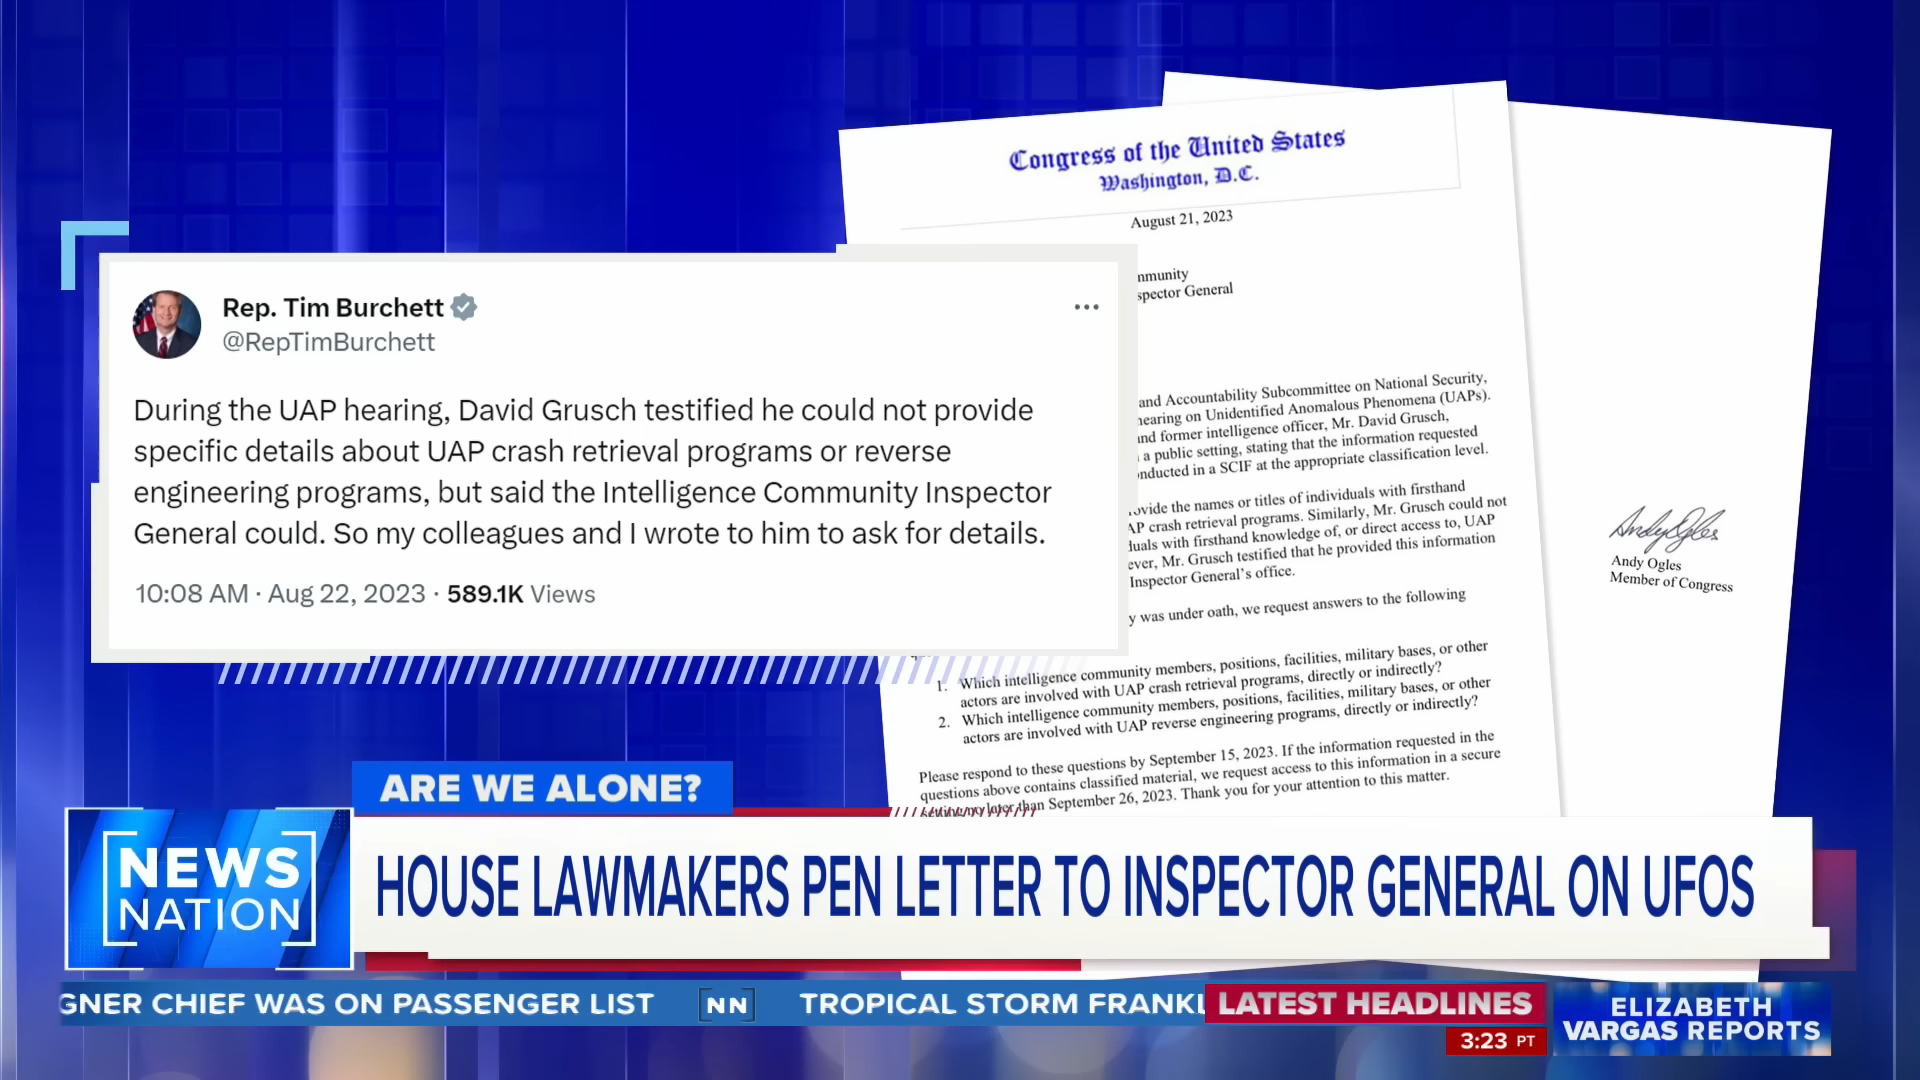 Congress of the United States
Washington, D.C.
August 21, 2023
Inspector General
and Accountability Subcommittee on National Security,
hearing on Unidentified Anomalous Phenomena (UAPs).
and former intelligence officer, Mr. David Grusch,
a public setting, stating that the information requested
conducted in a SCIF at the appropriate classification level.
the names or titles of individuals with firsthand
crash retrieval programs. Similarly, Mr. Grusch could not
with firsthand knowledge of, or direct access to, UAP
Mr. Grusch testified that he provided this information
Inspector General's office.
y was under oath, we request answers to the following
1. Which intelligence community members, positions, facilities, military bases, or other
actors are involved with UAP crash retrieval programs, directly or indirectly?
2. Which intelligence community members, positions, facilities, military bases, or other
actors are involved with UAP reverse engineering programs, directly or indirectly?
Please respond to these questions by September 15, 2023. If the information requested in the
questions above contains classified material, we request access to this information in a secure
setting no later than September 26, 2023. Thank you for your attention to this matter.
Andy Ogles
Andy Ogles
Member of Congress
Rep. Tim Burchett
@RepTimBurchett
During the UAP hearing, David Grusch testified he could not provide
specific details about UAP crash retrieval programs or reverse
engineering programs, but said the Intelligence Community Inspector
General could. So my colleagues and I wrote to him to ask for details.
10:08 AM · Aug 22, 2023 · 589.1K Views
ARE WE ALONE?
NEWS
NATION
HOUSE LAWMAKERS PEN LETTER TO INSPECTOR GENERAL ON UFOS
GNER CHIEF WAS ON PASSENGER LIST NN TROPICAL STORM FRANKL
LATEST HEADLINES
3:23 PT
ELIZABETH
VARGAS REPORTS